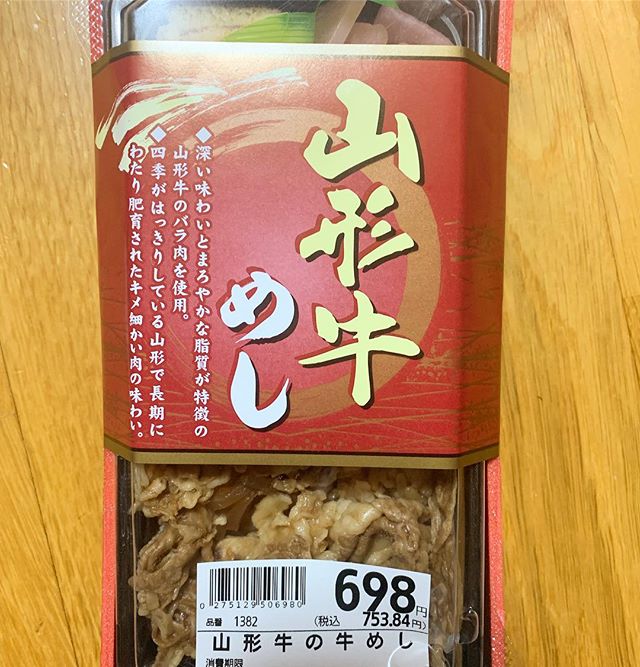 山形牛
めし
◆深い味わいとまろやかな脂質が特徴の
山形牛のバラ肉を使用。
◆四季がはっきりしている山形で長期に
わたり肥育されたキメ細かい肉の味わい。
698円
0 275129 506980
品番 1382 (税込 753.84円)
山形牛の牛めし
消費期限